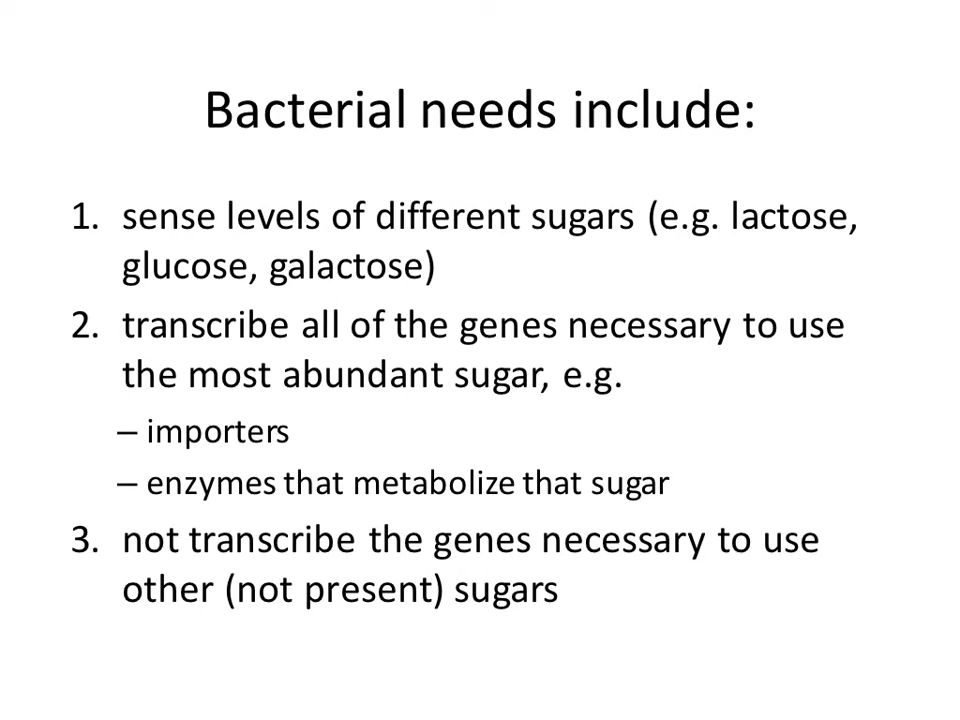 Bacterial needs include:
1. sense levels of different sugars (e.g. lactose,
glucose, galactose)
2. transcribe all of the genes necessary to use
the most abundant sugar, e.g.
– importers
– enzymes that metabolize that sugar
3. not transcribe the genes necessary to use
other (not present) sugars